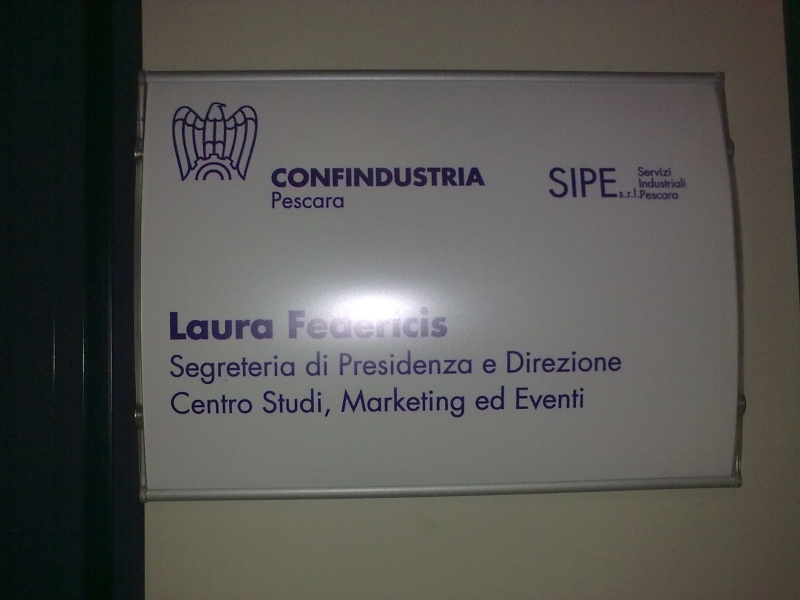 CONFINDUSTRIA
Pescara
SIPE s.r.l.
Servizi
Industriali
Pescara
Laura Federicis
Segreteria di Presidenza e Direzione
Centro Studi, Marketing ed Eventi